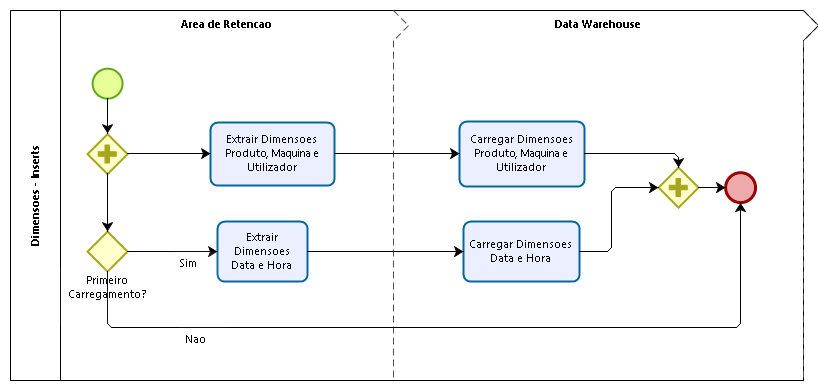 Area de Retencao
Data Warehouse
Dimensoes - Inserts
Extrair Dimensoes
Produto, Maquina e
Utilizador
Carregar Dimensoes
Produto, Maquina e
Utilizador
Primeiro
Carregamento?
Sim
Extrair
Dimensoes
Data e Hora
Carregar Dimensoes
Data e Hora
Nao